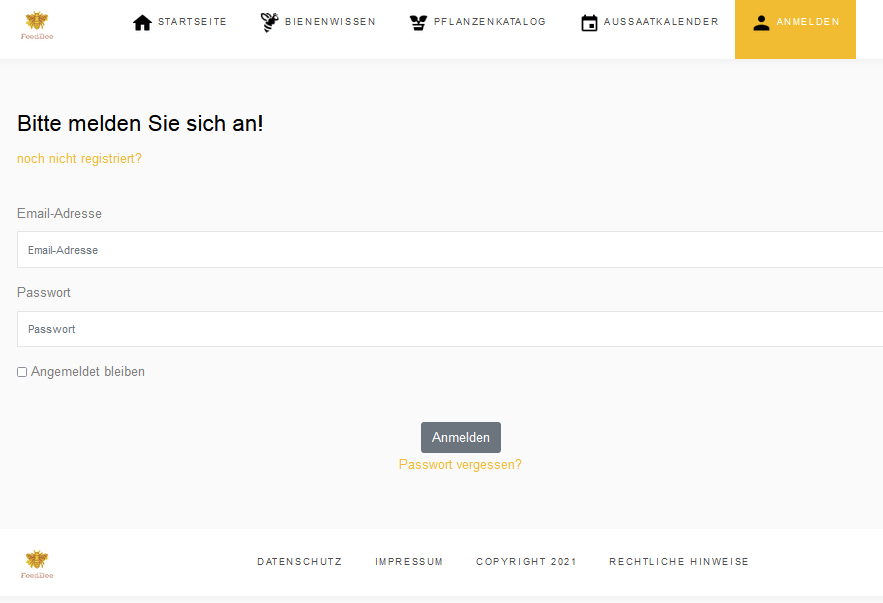 STARTSEITE BIENENWISSEN PFLANZENKATALOG AUSSAATKALENDER ANMELDEN
FeedBee
Bitte melden Sie sich an!
noch nicht registriert?
Email-Adresse
Email-Adresse
Passwort
Passwort
Angemeldet bleiben
Anmelden
Passwort vergessen?
DATENSCHUTZ IMPRESSUM COPYRIGHT 2021 RECHTLICHE HINWEISE
FeedBee